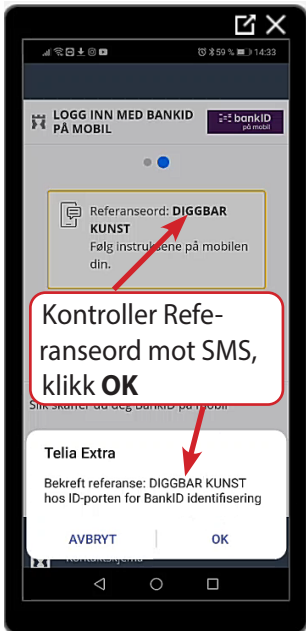 59 % 14:33
LOGG INN MED BANKID
PÅ MOBIL
bankID
på mobil
Referanseord: DIGGBAR
KUNST
Følg instruksene på mobilen
din.
Kontroller Refe-
ranseord mot SMS,
klikk OK
Slik skaffer du deg BankID på mobil
Telia Extra
Bekreft referanse: DIGGBAR KUNST
hos ID-porten for BankID identifisering
AVBRYT OK
Kontaktskjema